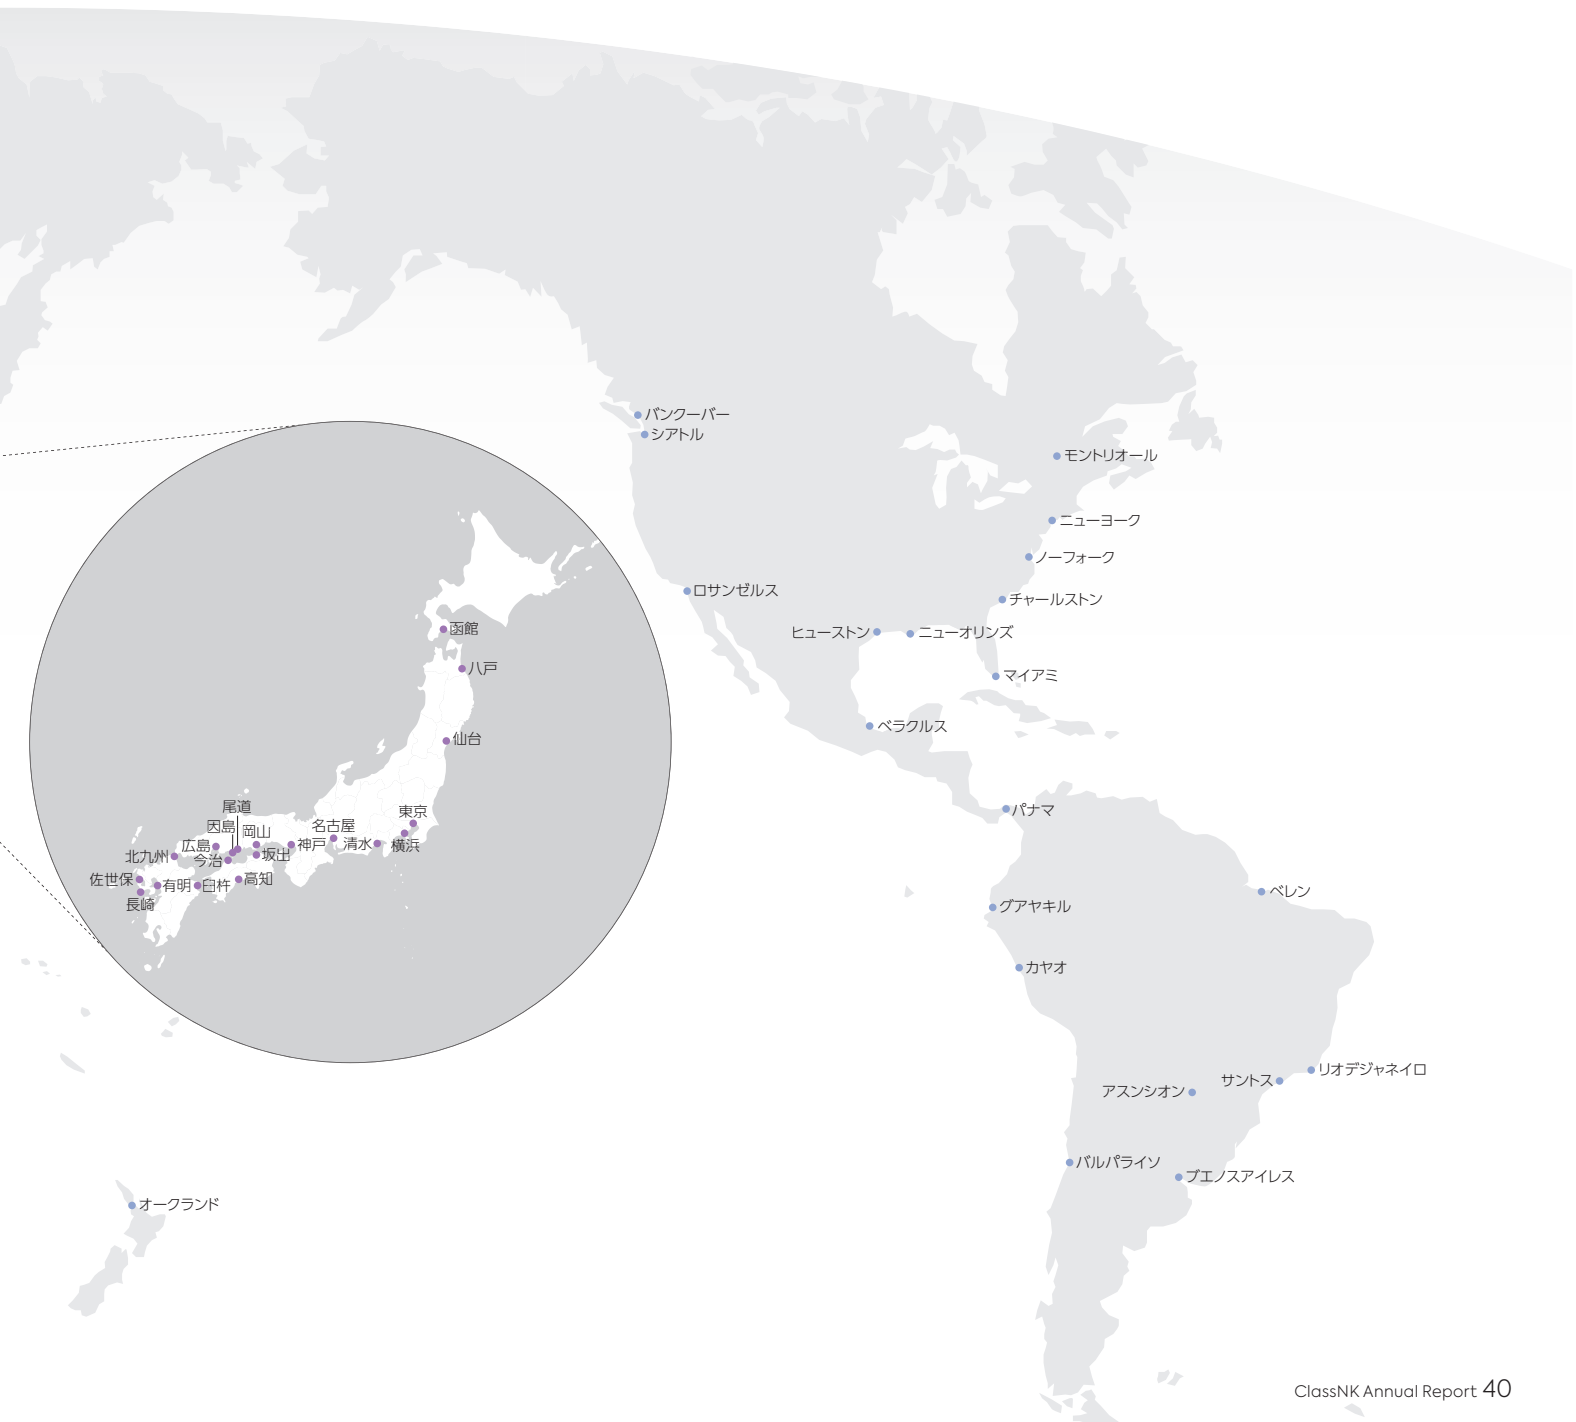 バンクーバー
シアトル
モントリオール
ニューヨーク
ノーフォーク
ロサンゼルス
チャールストン
ヒューストン
ニューオリンズ
マイアミ
ベラクルス
パナマ
函館
八戸
仙台
尾道
東京
因島
岡山
名古屋
広島
神戸
清水
横浜
北九州
今治
坂出
佐世保
有明
臼杵
高知
長崎
ベレン
グアヤキル
カヤオ
リオデジャネイロ
サントス
アスンシオン
バルパライソ
ブエノスアイレス
オークランド
ClassNK Annual Report 40